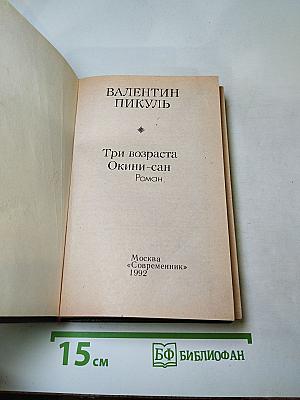 ВАЛЕНТИН
ПИКУЛЬ
Три возраста
Окини-сан
Роман
Москва
«Современник»
1992
15 см
БФ БИБЛИОФАН